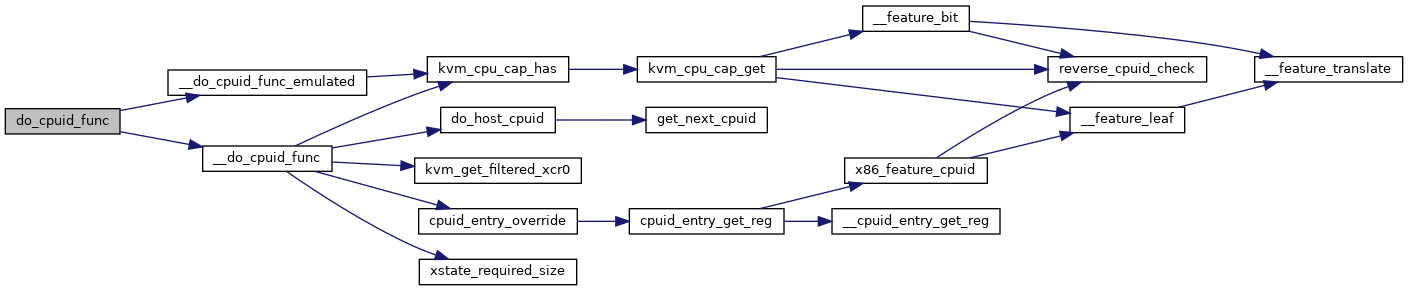 do_cpuid_func
__do_cpuid_func_emulated
__do_cpuid_func
kvm_cpu_cap_has
do_host_cpuid
kvm_get_filtered_xcr0
cpuid_entry_override
xstate_required_size
kvm_cpu_cap_get
get_next_cpuid
cpuid_entry_get_reg
__feature_bit
x86_feature_cpuid
__cpuid_entry_get_reg
reverse_cpuid_check
__feature_leaf
__feature_translate